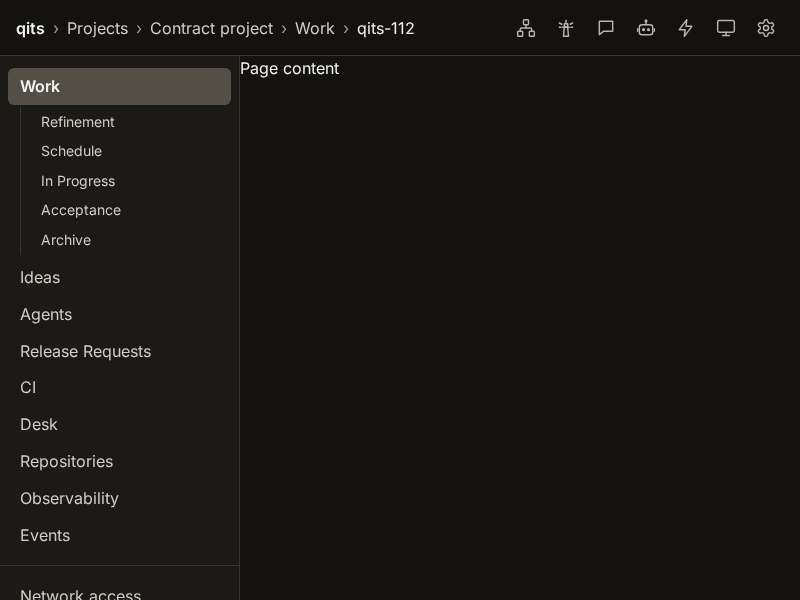 qits › Projects › Contract project › Work › qits-112
Work
Page content
Refinement
Schedule
In Progress
Acceptance
Archive
Ideas
Agents
Release Requests
CI
Desk
Repositories
Observability
Events
Network access